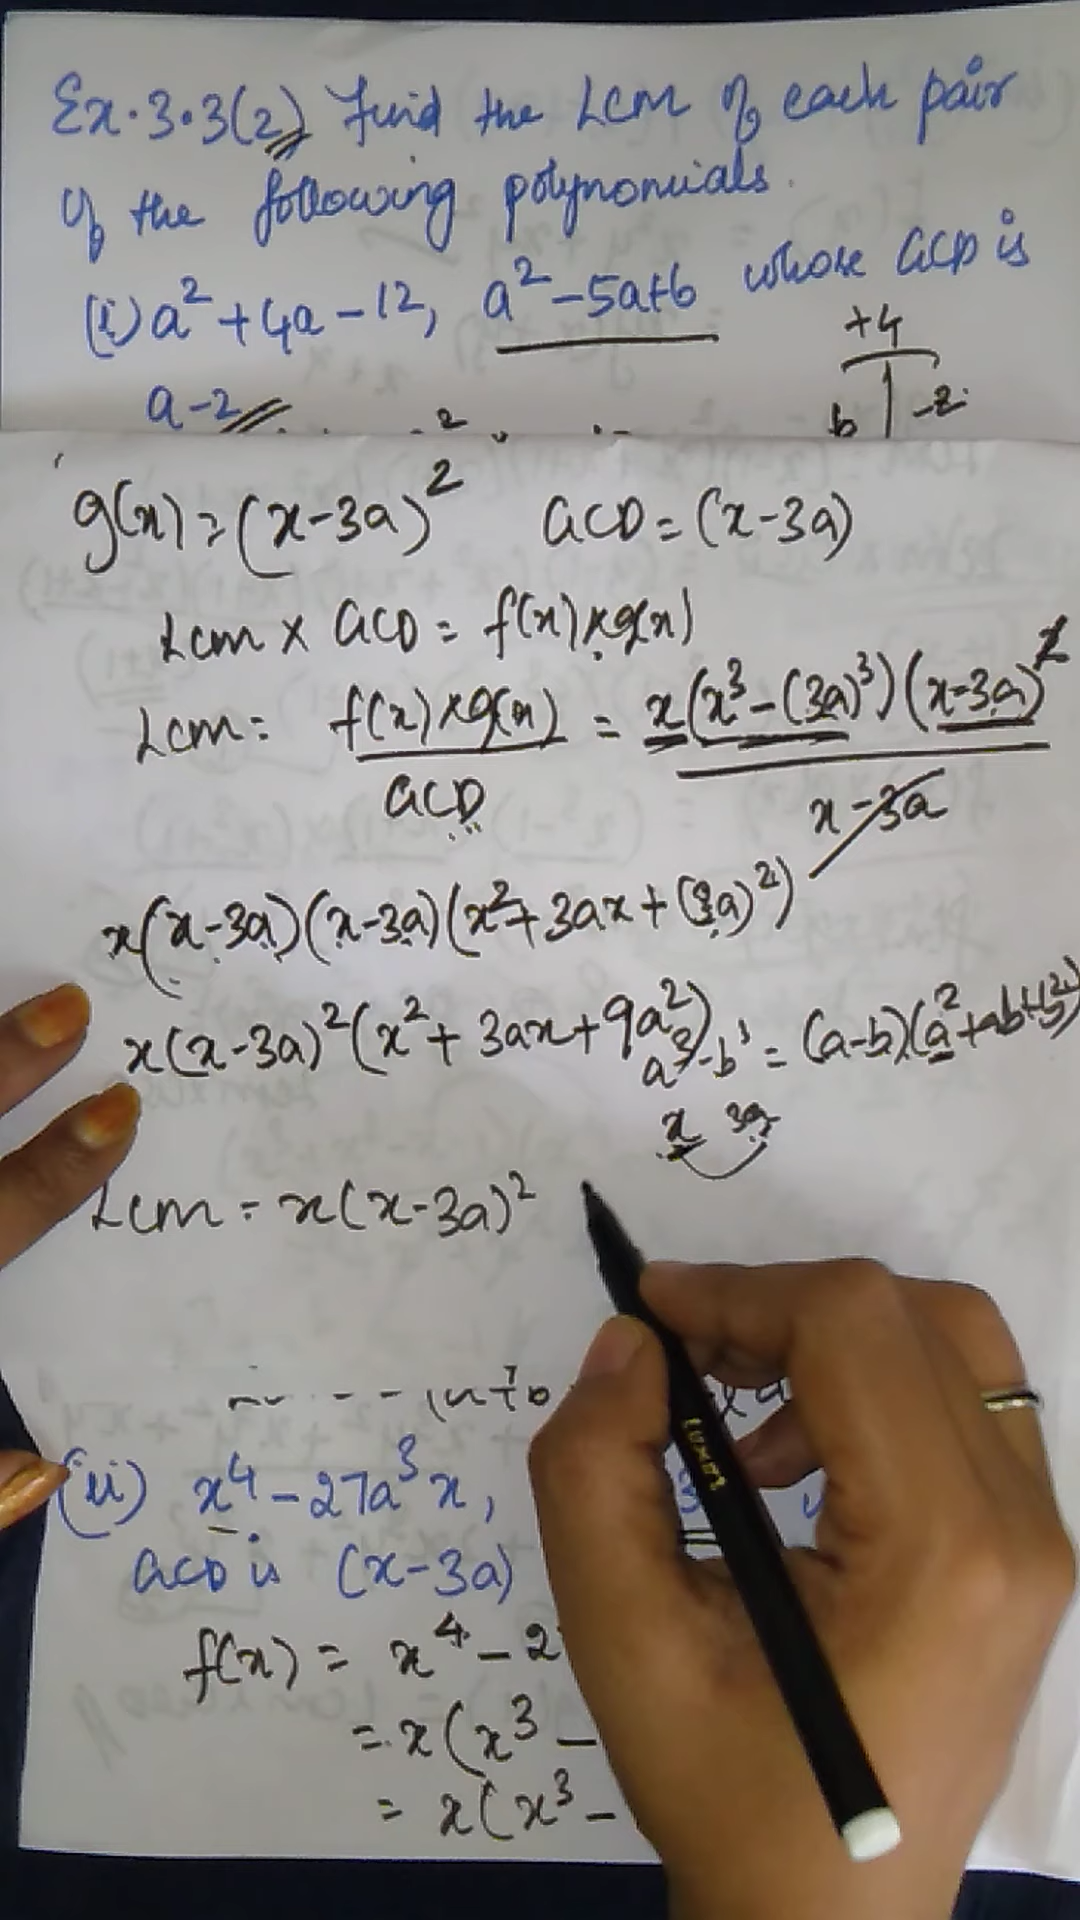 Ex.3.3(2) Find the LCM of each pair
of the following polynomials.
(i) a² + 4a - 12, a² - 5a+6 whose GCD is
a-2
+4
6 | -2
g(x) = (x-3a)² GCD = (x-3a)
LCM × GCD = f(x) × g(x)
LCM = f(x) × g(x) / GCD = x(x³ - (3a)³)(x-3a)² / x-3a
x(x-3a)(x-3a)(x²+3ax+(3a)²)
x(x-3a)²(x²+3ax+9a²)
a³-b³ = (a-b)(a²+ab+b²)
x 3a
LCM = x(x-3a)²
(ii) x⁴ - 27a³x,
GCD is (x-3a)
f(x) = x⁴ - 2
= x(x³ -
= x(x³ -